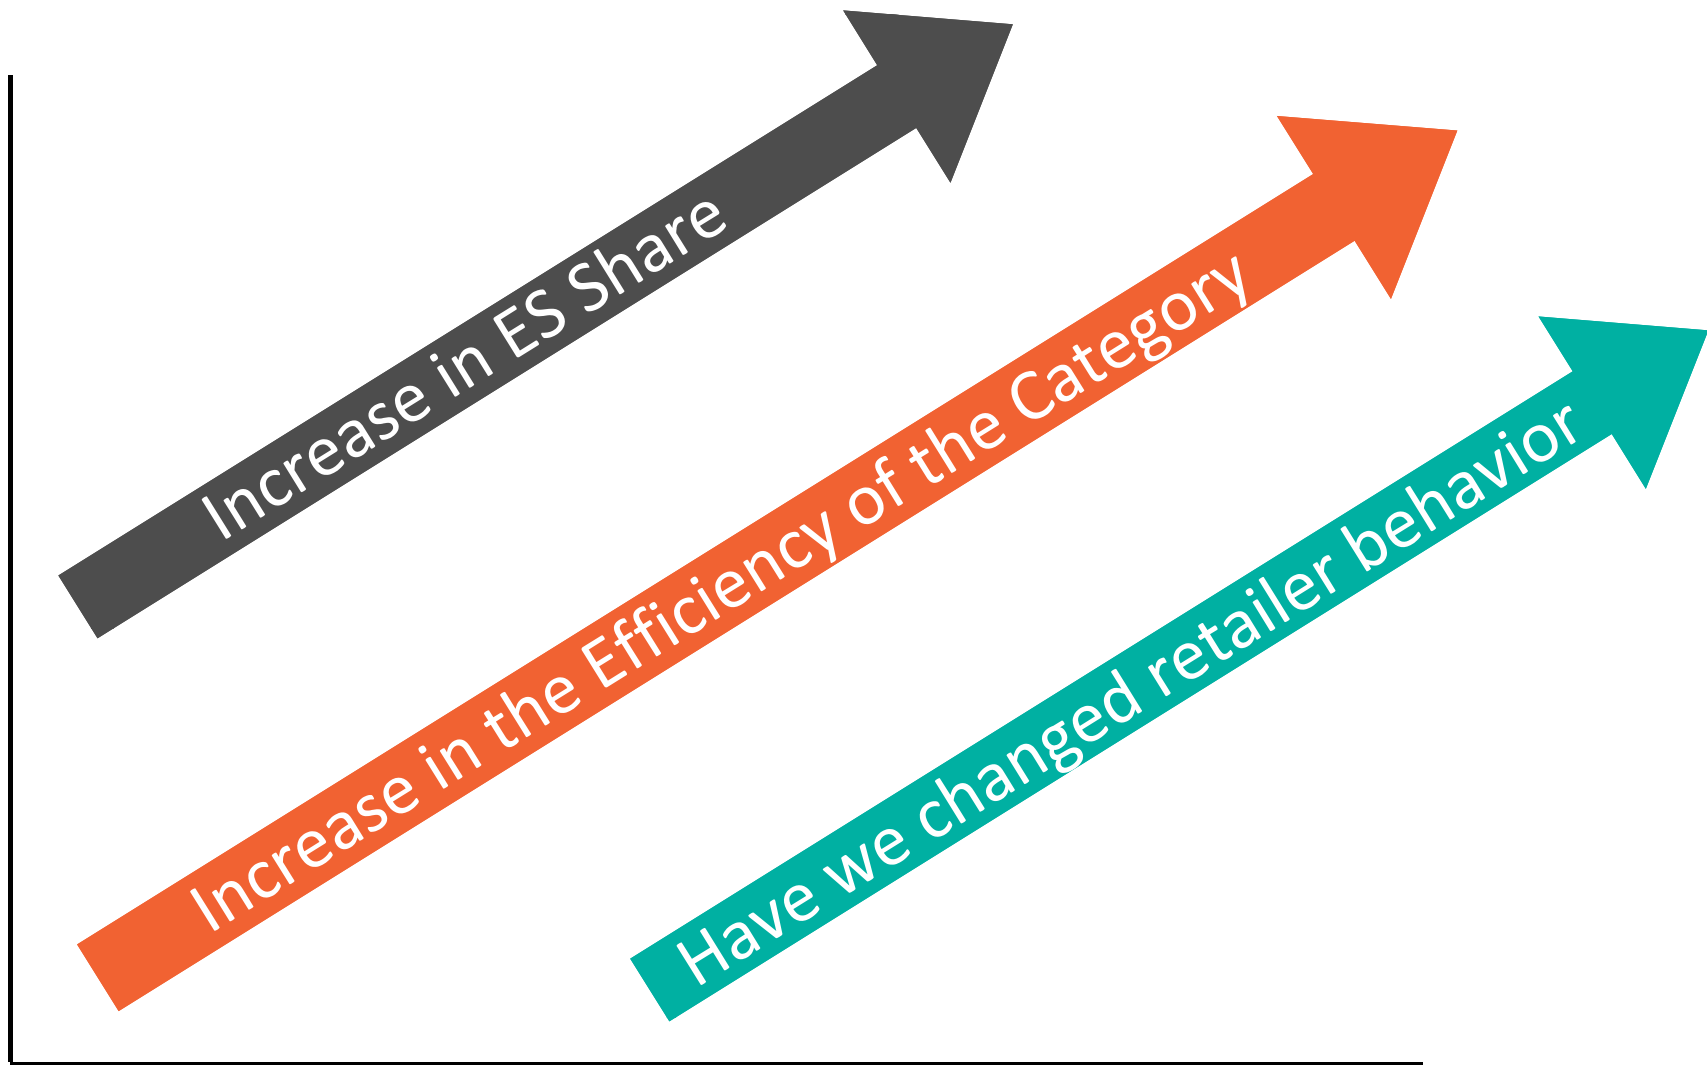 Increase in ES Share
Increase in the Efficiency of the Category
Have we changed retailer behavior